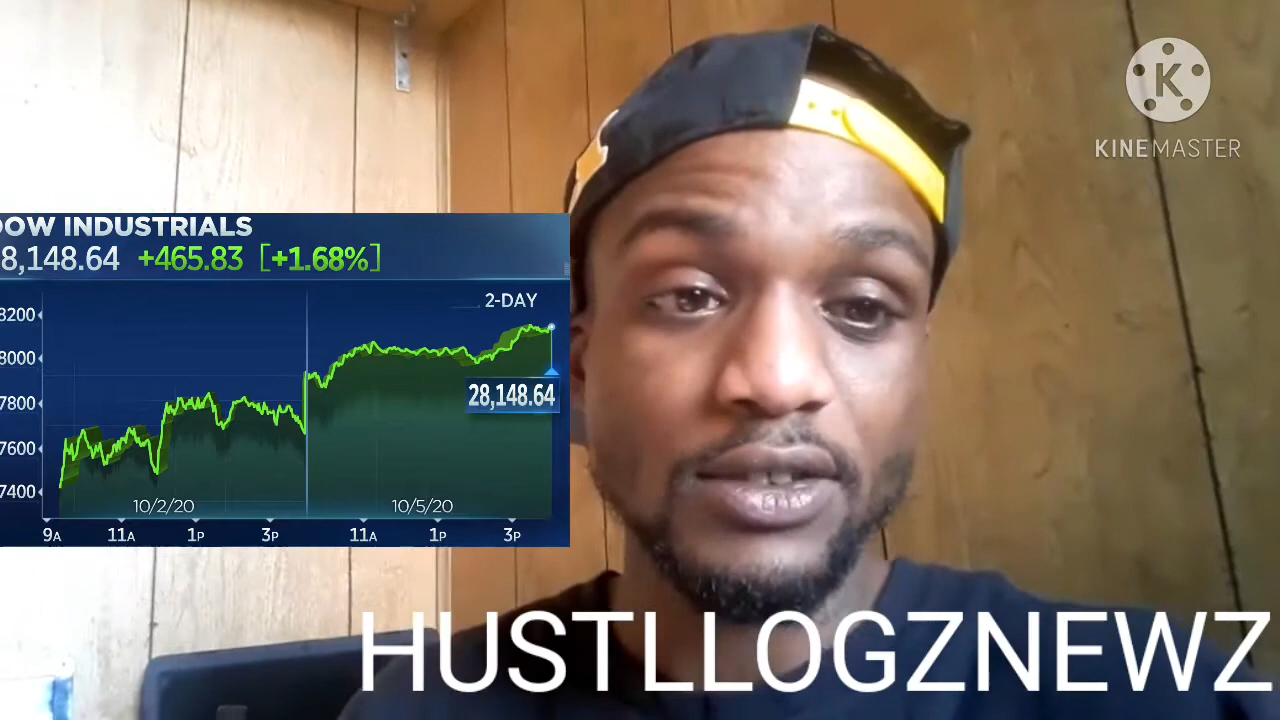 K
KINEMASTER
OW INDUSTRIALS
8,148.64 +465.83 [+1.68%]
2-DAY
8200
8000
7800
7600
7400
28,148.64
10/2/20 10/5/20
9A 11A 1P 3P 11A 1P 3P
HUSTLLOGZNEWZ